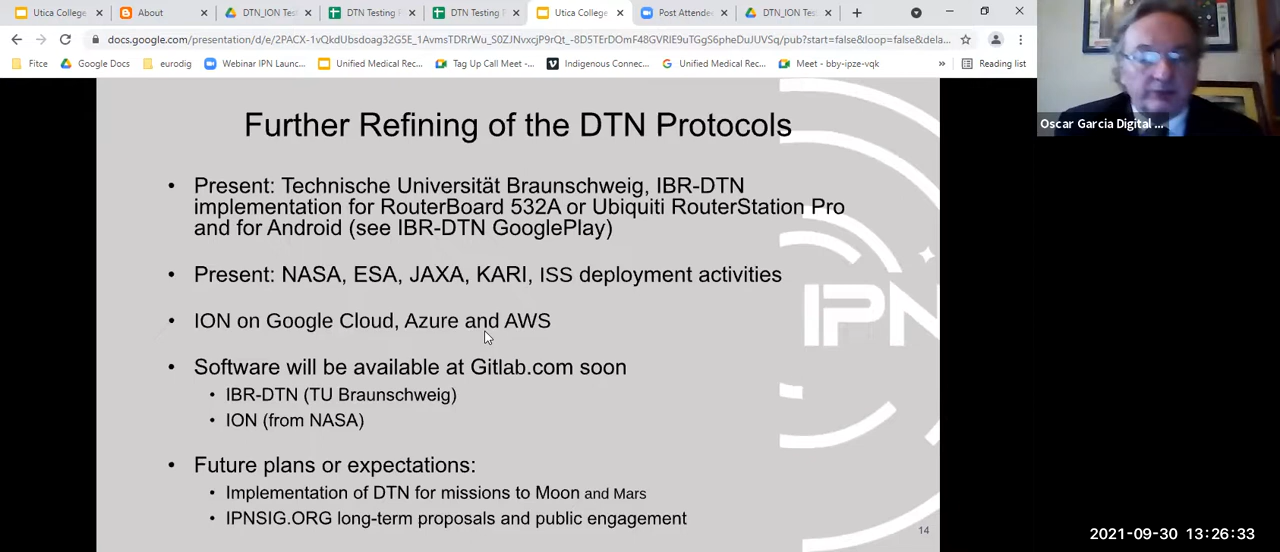 Utica College
About
DTN_ION Tes
DTN Testing F
DTN Testing F
Utica College
Post Attended
DTN_ION Tes
docs.google.com/presentation/d/e/2PACX-1vQkdUbsdoag32G5E_1AvmsTDRrWu_S0ZJNvxcjP9rQt_-8D5TErDOmF48GVRIE9uTGgS6pheDuJUVSq/pub?start=false&loop=false&dela...
Fitce
Google Docs
eurodig
Webinar IPN Launc...
Unified Medical Rec...
Tag Up Call Meet -...
Indigenous Connec...
Unified Medical Rec...
Meet - bby-ipze-vqk
»
Reading list
Oscar Garcia Digital ...
Further Refining of the DTN Protocols
• Present: Technische Universität Braunschweig, IBR-DTN
implementation for RouterBoard 532A or Ubiquiti RouterStation Pro
and for Android (see IBR-DTN GooglePlay)
• Present: NASA, ESA, JAXA, KARI, ISS deployment activities
• ION on Google Cloud, Azure and AWS
• Software will be available at Gitlab.com soon
• IBR-DTN (TU Braunschweig)
• ION (from NASA)
• Future plans or expectations:
• Implementation of DTN for missions to Moon and Mars
• IPNSIG.ORG long-term proposals and public engagement
IPN
14
2021-09-30 13:26:33